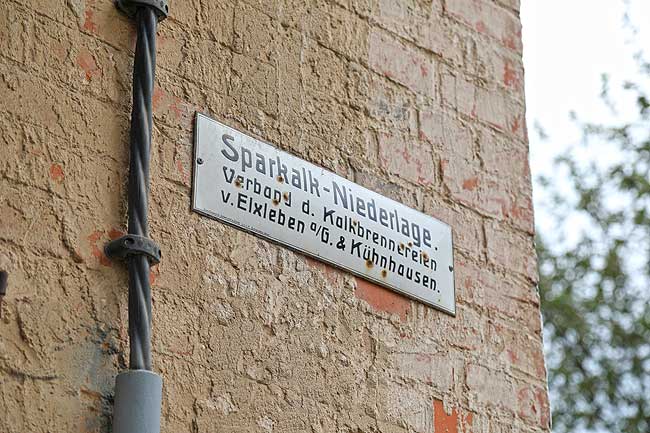 Sparkalk-Niederlage.
Verband d. Kalkbrennereien
v. Elxleben a/G. & Kühnhausen.